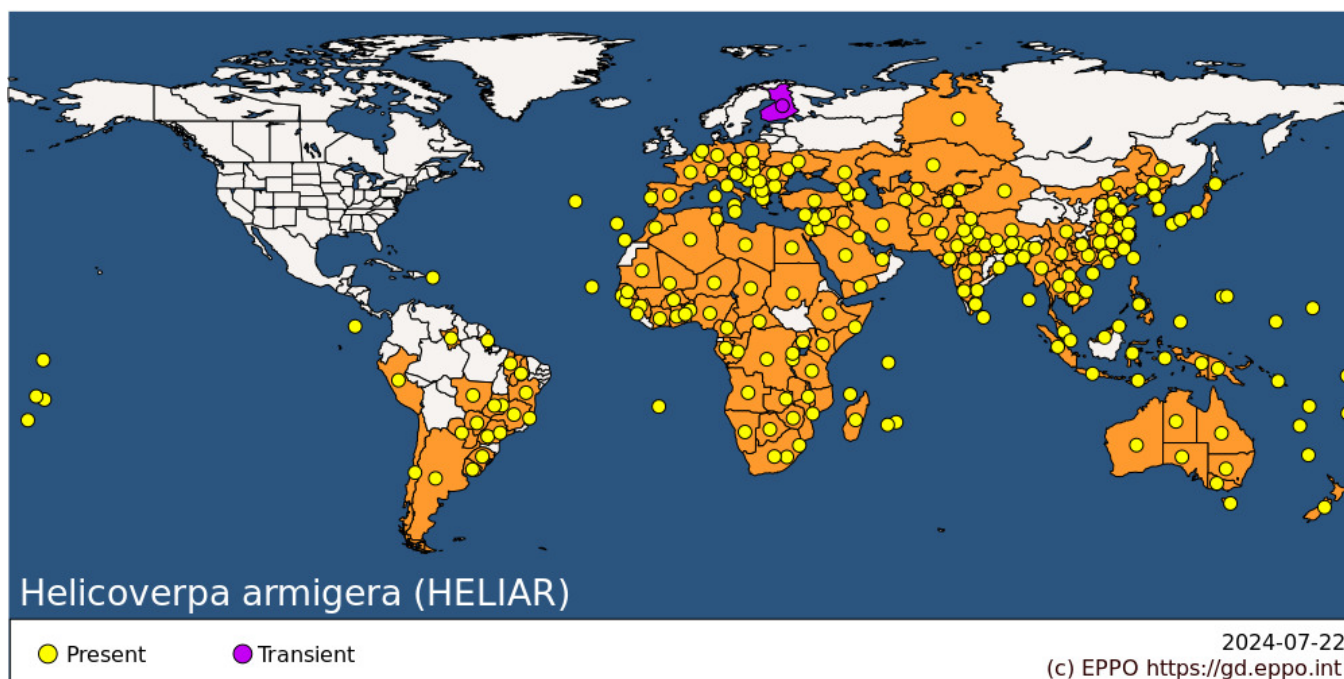 Helicoverpa armigera (HELIAR)
Present
Transient
2024-07-22
(c) EPPO https://gd.eppo.int